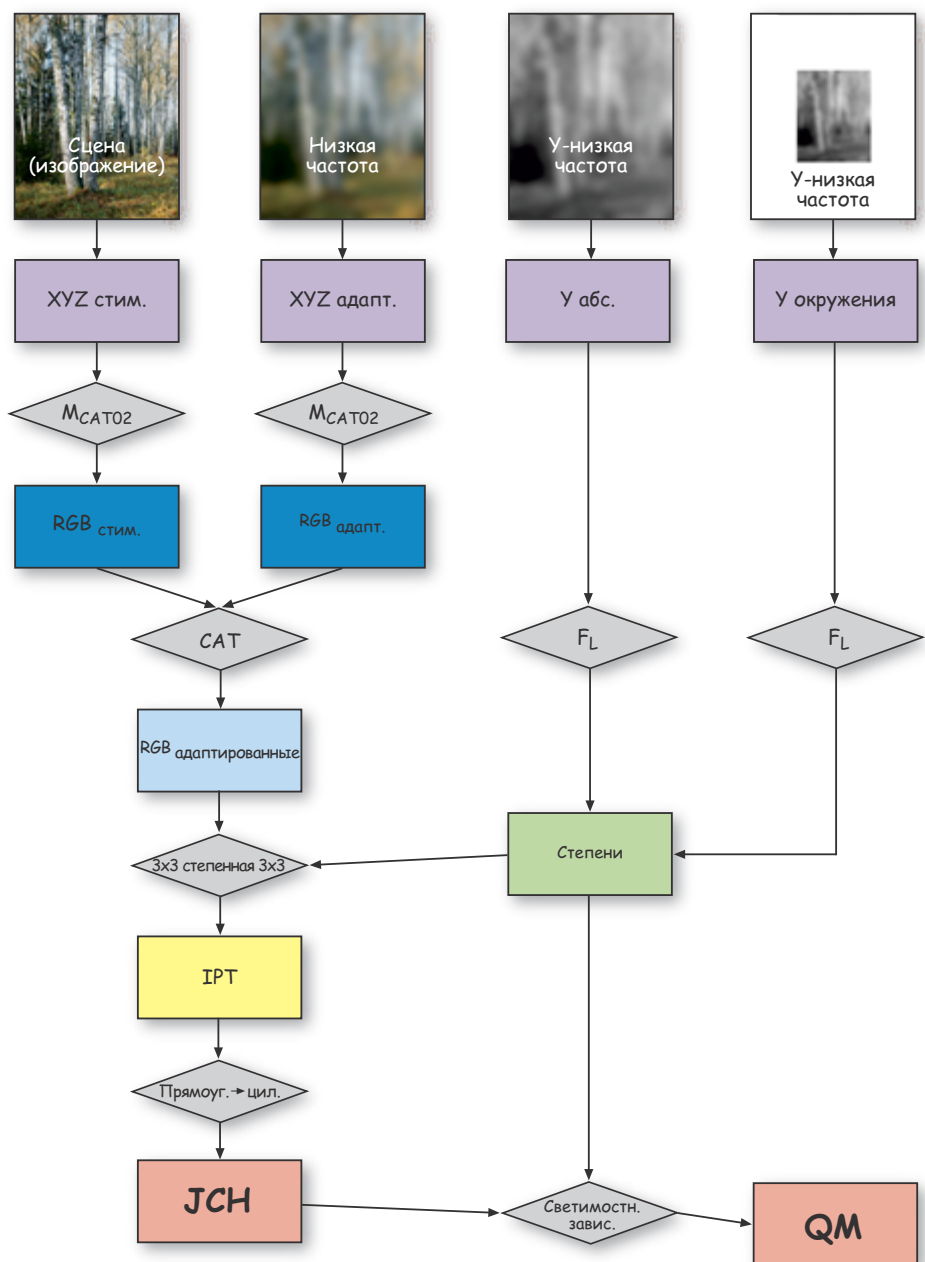 Сцена
(изображение)
Низкая
частота
Y-низкая
частота
Y-низкая
частота
XYZ стим.
XYZ адапт.
Y абс.
Y окружения
MCAT02
MCAT02
RGB стим.
RGB адапт.
CAT
FL
FL
RGB адаптированные
3x3 степенная 3x3
Степени
IPT
Прямоуг.→цил.
JCH
Светимостн.
завис.
QM